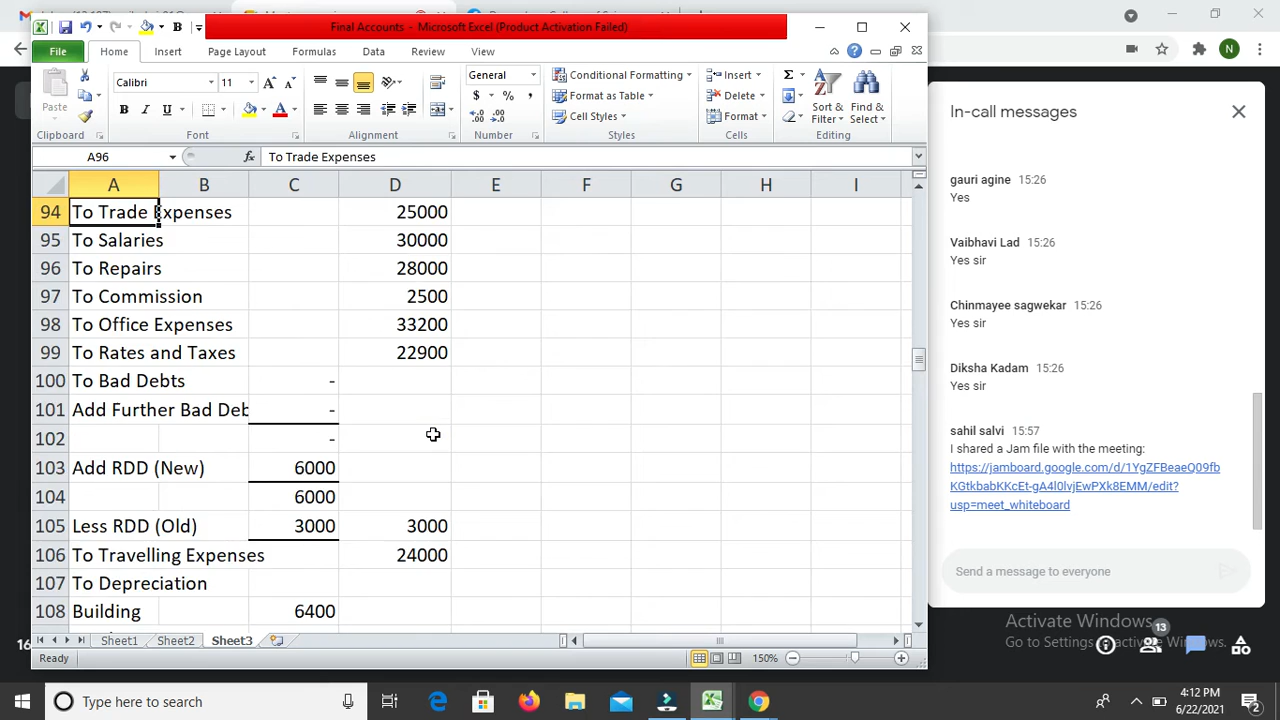 Final Accounts - Microsoft Excel (Product Activation Failed)
File Home Insert Page Layout Formulas Data Review View
Paste
Calibri 11
B I U
General
$ % ,
Conditional Formatting
Format as Table
Cell Styles
Insert
Delete
Format
Sort & Filter
Find & Select
Clipboard Font Alignment Number Styles Cells Editing
A96 fx To Trade Expenses
A B C D E F G H I
94 To Trade Expenses 25000
95 To Salaries 30000
96 To Repairs 28000
97 To Commission 2500
98 To Office Expenses 33200
99 To Rates and Taxes 22900
100 To Bad Debts -
101 Add Further Bad Deb -
102 -
103 Add RDD (New) 6000
104 6000
105 Less RDD (Old) 3000 3000
106 To Travelling Expenses 24000
107 To Depreciation
108 Building 6400
Sheet1 Sheet2 Sheet3
Ready 150%
N
In-call messages
gauri agine 15:26
Yes
Vaibhavi Lad 15:26
Yes sir
Chinmayee sagwekar 15:26
Yes sir
Diksha Kadam 15:26
Yes sir
sahil salvi 15:57
I shared a Jam file with the meeting:
https://jamboard.google.com/d/1YgZFBeaeQ09fb
KGtkbabKKcEt-gA4l0lvjEwPXk8EMM/edit?
usp=meet_whiteboard
Send a message to everyone
Activate Windows
Go to Settings to activate Windows.
13
16
Type here to search
4:12 PM
6/22/2021
2